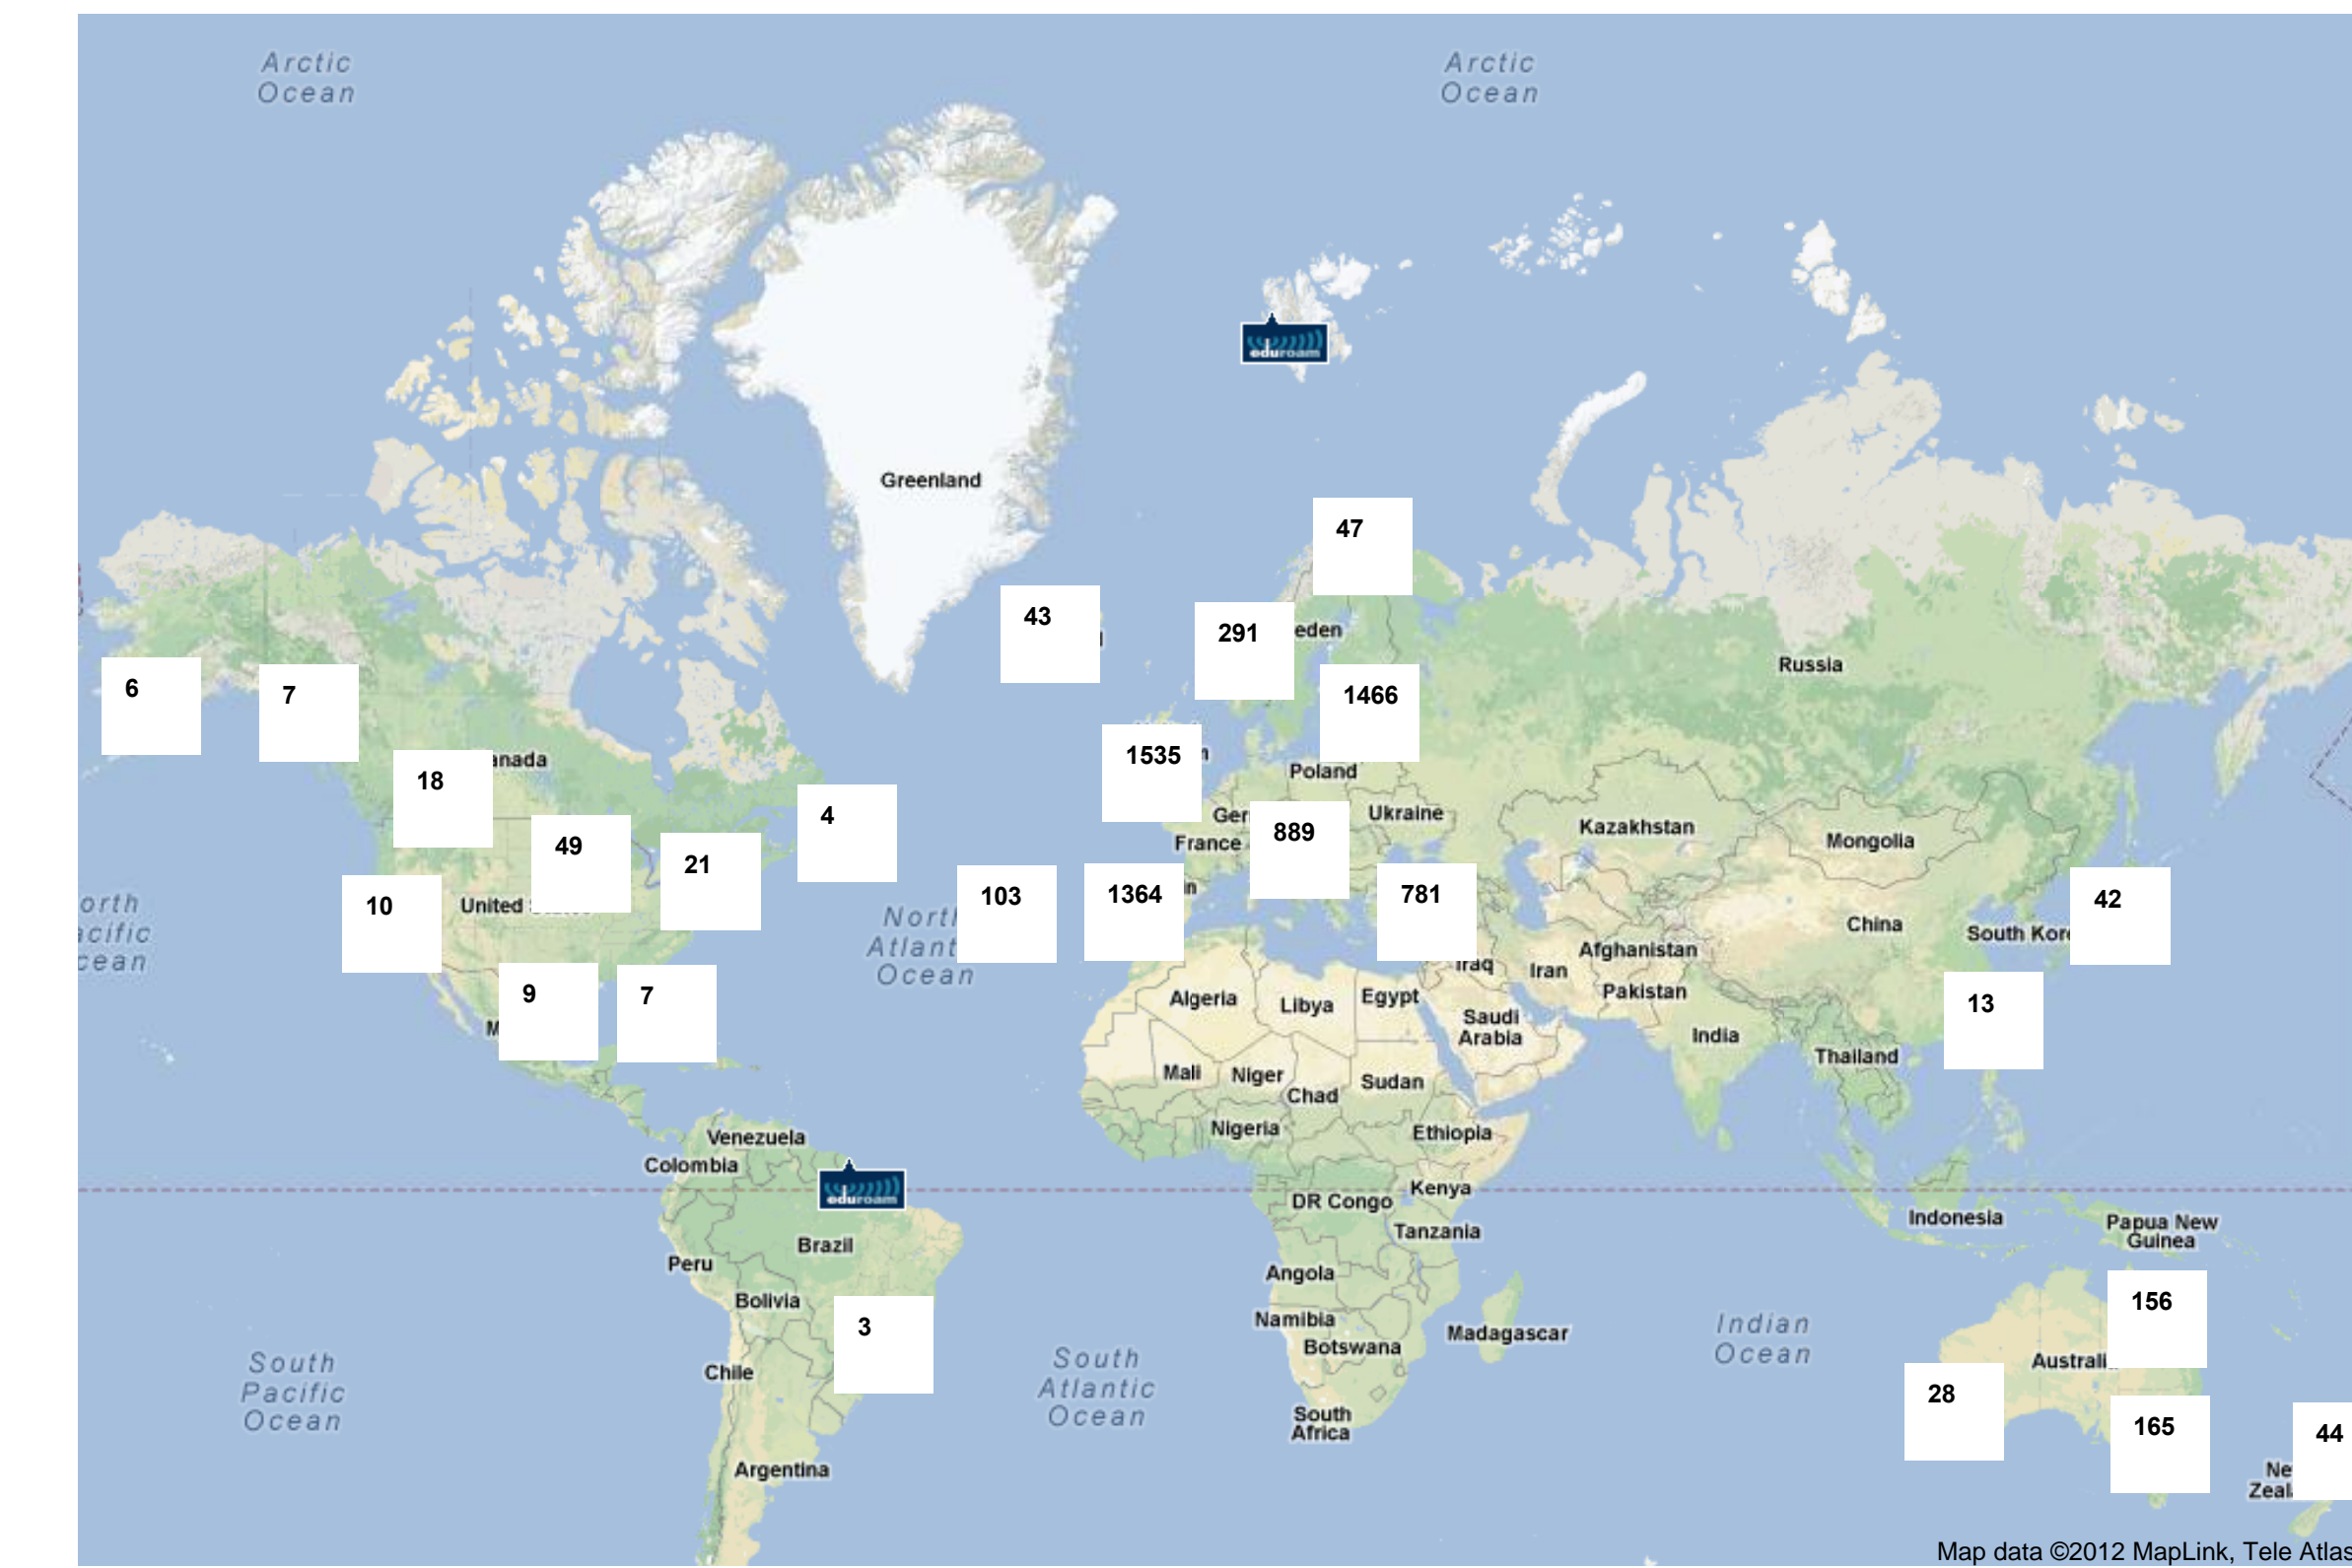 Arctic
Ocean
Arctic
Ocean
eduroam
Greenland
47
43
291
eden
Russia
6
7
1466
18
anada
1535
n
Poland
4
Ger
889
Ukraine
Kazakhstan
Mongolia
49
21
France
10
United
orth
acific
cean
North
Atlant
Ocean
103
1364
in
781
42
China
South Kore
Afghanistan
Iraq
Iran
Pakistan
9
7
M
Algeria
Libya
Egypt
Saudi
Arabia
India
13
Thailand
Mali
Niger
Chad
Sudan
Nigeria
Ethiopia
Venezuela
Colombia
eduroam
DR Congo
Kenya
Tanzania
Indonesia
Papua New
Guinea
Brazil
Peru
Angola
Bolivia
3
Namibia
Botswana
Madagascar
Indian
Ocean
156
Australi
28
Chile
South
Pacific
Ocean
South
Atlantic
Ocean
South
Africa
165
44
Argentina
Ne
Zeal
Map data ©2012 MapLink, Tele Atlas